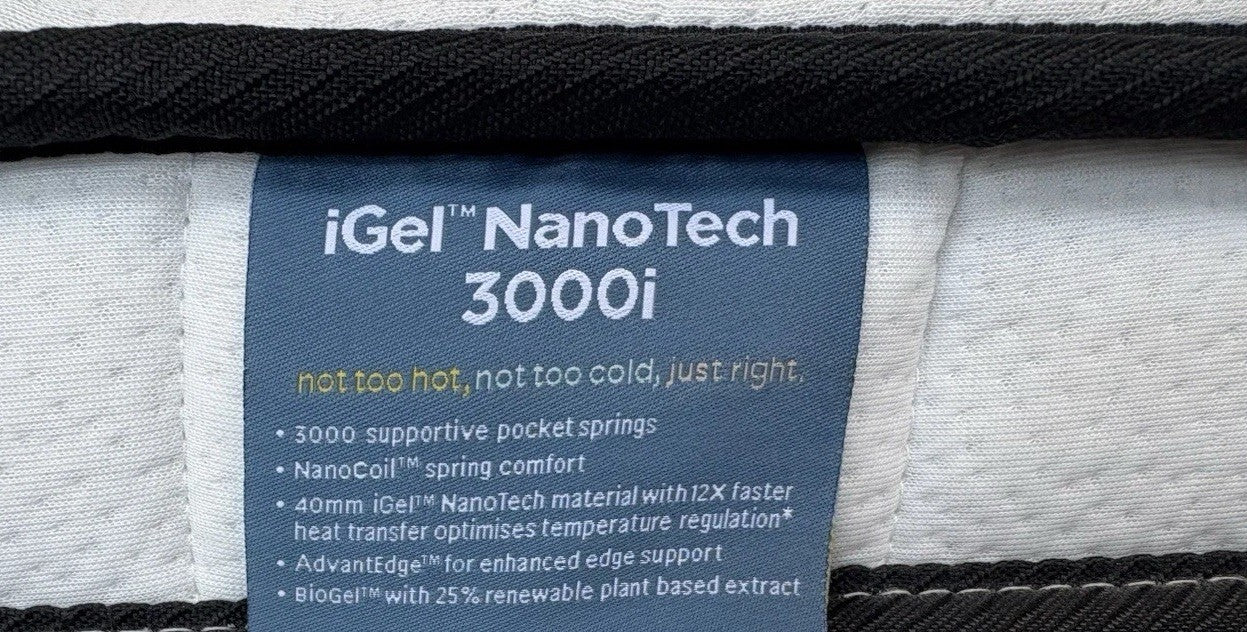 iGel™ NanoTech
3000i
not too hot, not too cold, just right.
• 3000 supportive pocket springs
• NanoCoil™ spring comfort
• 40mm iGel™ NanoTech material with 12X faster
heat transfer optimises temperature regulation*
• AdvantEdge™ for enhanced edge support
• BioGel™ with 25% renewable plant based extract